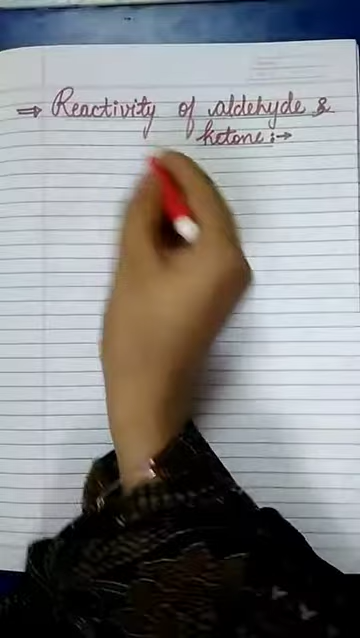 ⇒ Reactivity of aldehyde &
ketone :→